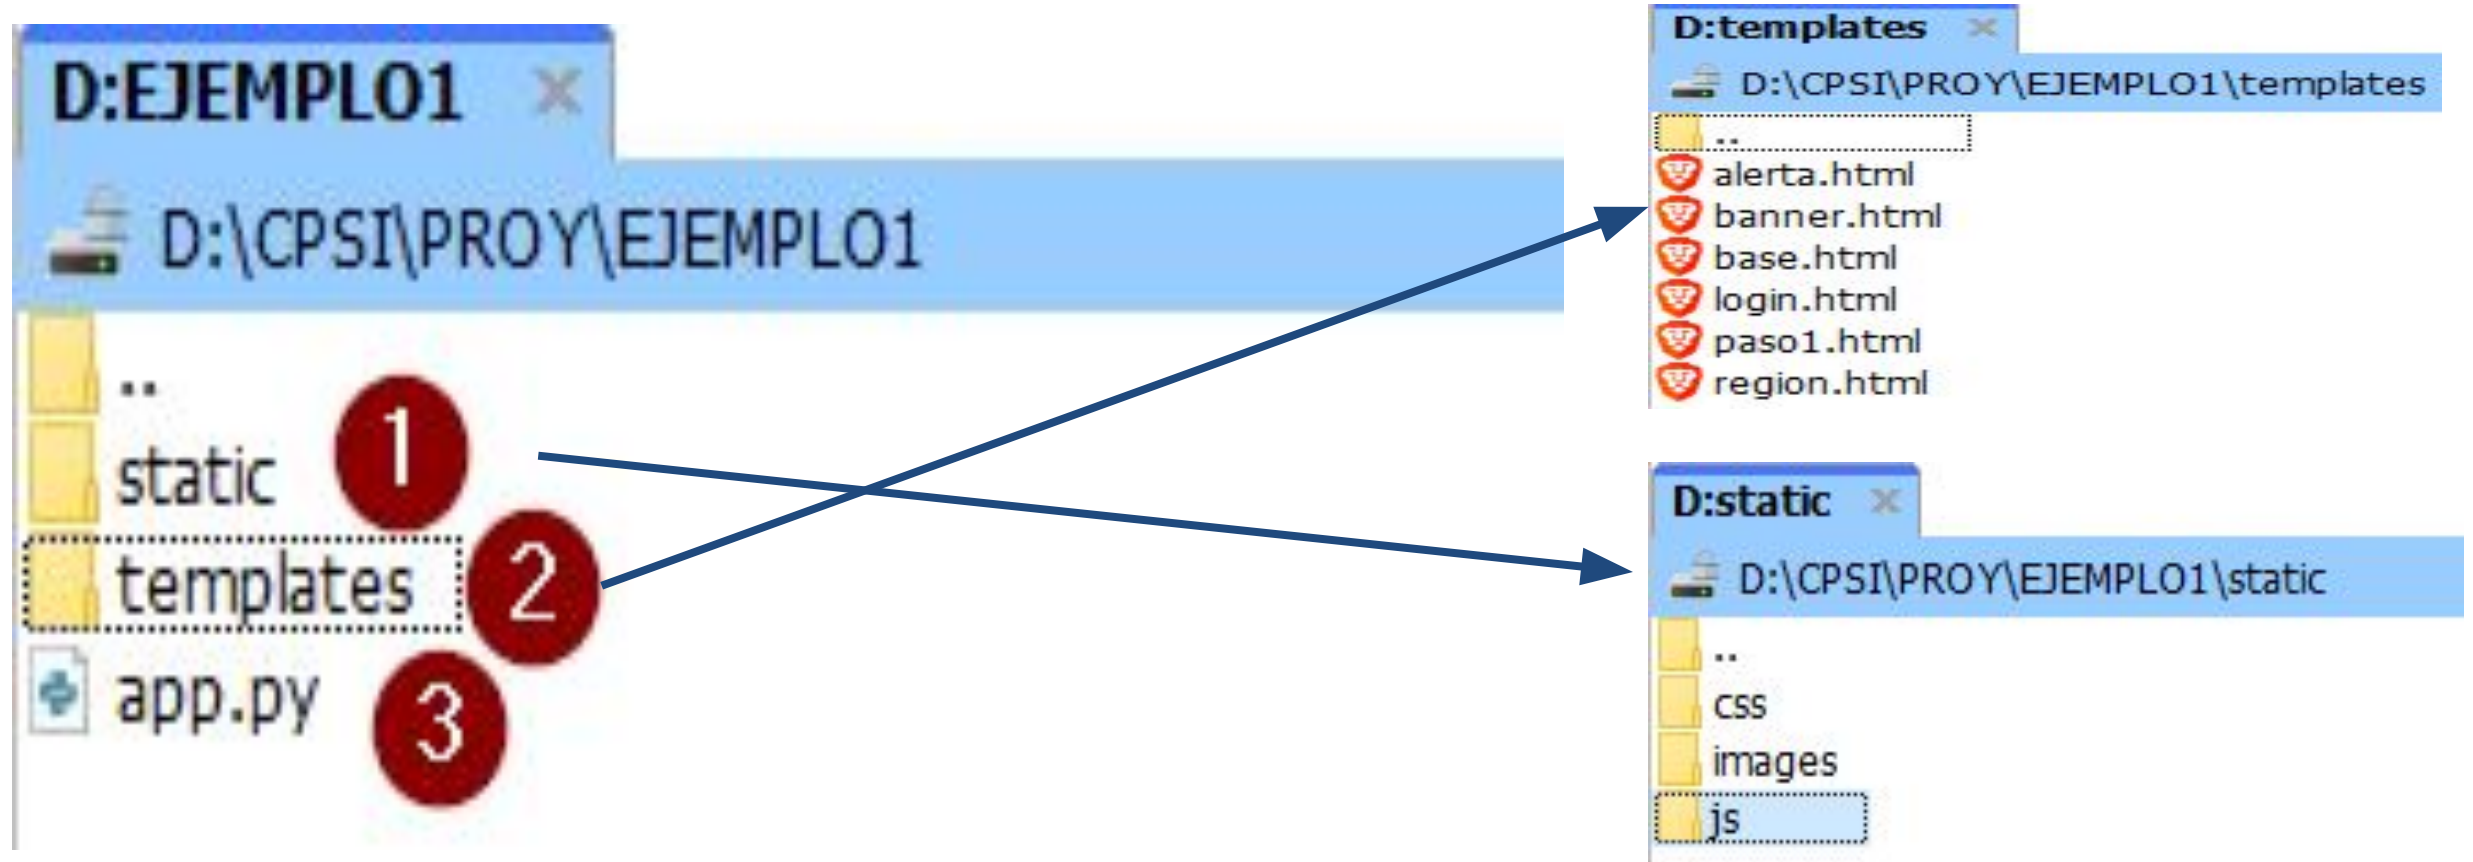 D:EJEMPLO1
D:\CPSI\PROY\EJEMPLO1
..
static
1
templates
2
app.py
3
D:templates
D:\CPSI\PROY\EJEMPLO1\templates
..
alerta.html
banner.html
base.html
login.html
paso1.html
region.html
D:static
D:\CPSI\PROY\EJEMPLO1\static
..
css
images
js